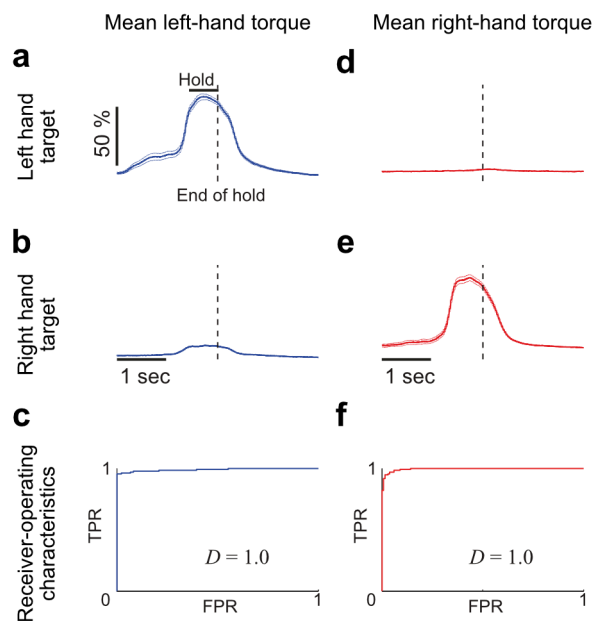 Mean left-hand torque
Mean right-hand torque
a
Hold
50 %
End of hold
Left hand
target
d
b
1 sec
Right hand
target
e
1 sec
c
1
TPR
D = 1.0
0
FPR
1
Receiver-operating
characteristics
f
1
TPR
D = 1.0
0
FPR
1